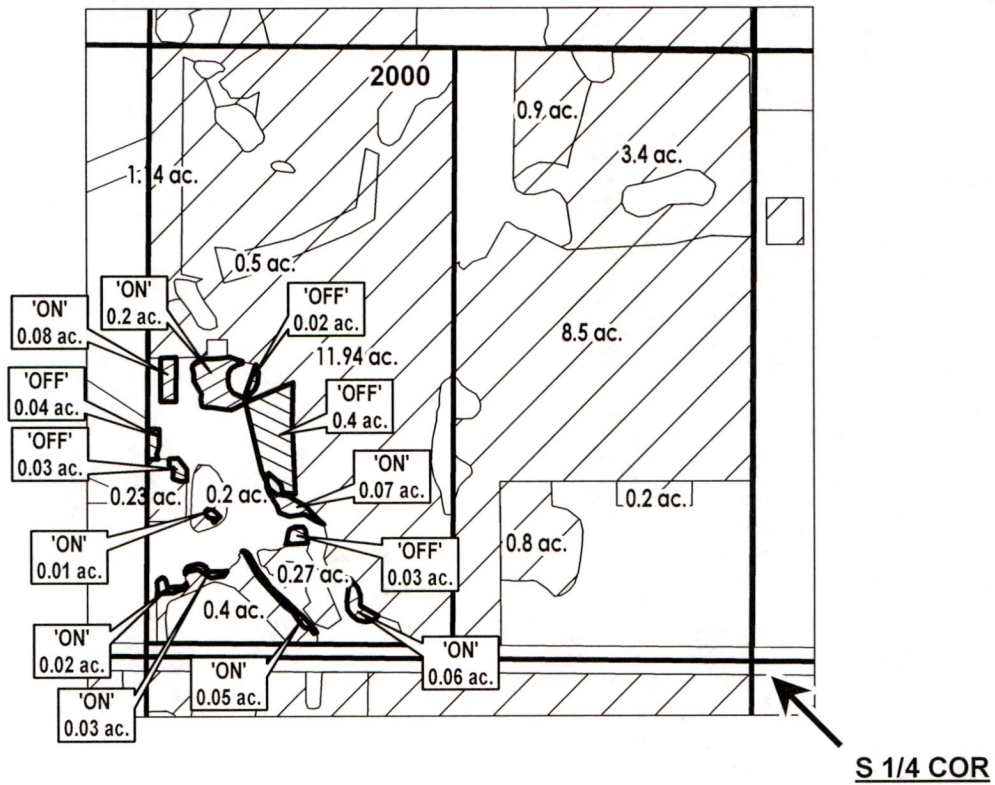 2000
0.9 ac.
3.4 ac.
1.14 ac.
0.5 ac.
'ON'
0.2 ac.
'OFF'
0.02 ac.
'ON'
0.08 ac.
8.5 ac.
11.94 ac.
'OFF'
0.04 ac.
'OFF'
0.4 ac.
'OFF'
0.03 ac.
'ON'
0.07 ac.
0.23 ac.
0.2 ac.
0.2 ac.
'ON'
0.01 ac.
'OFF'
0.03 ac.
0.8 ac.
0.27 ac.
0.4 ac.
'ON'
0.02 ac.
'ON'
0.06 ac.
'ON'
0.05 ac.
'ON'
0.03 ac.
S 1/4 COR